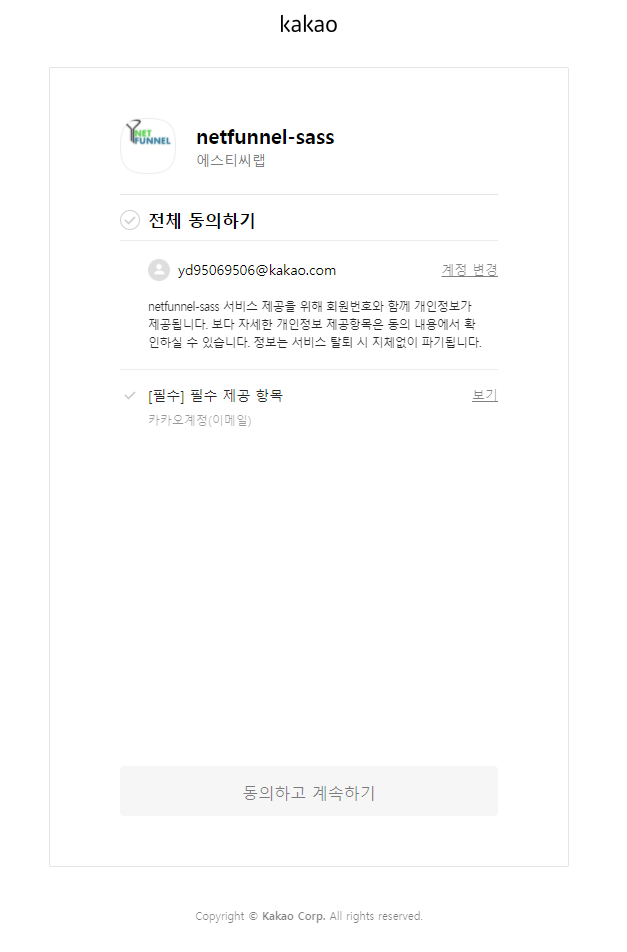 kakao
NET
FUNNEL
netfunnel-sass
에스티씨랩
전체 동의하기
yd95069506@kakao.com 계정 변경
netfunnel-sass 서비스 제공을 위해 회원번호와 함께 개인정보가
제공됩니다. 보다 자세한 개인정보 제공항목은 동의 내용에서 확
인하실 수 있습니다. 정보는 서비스 탈퇴 시 지체없이 파기됩니다.
[필수] 필수 제공 항목 보기
카카오계정(이메일)
동의하고 계속하기
Copyright © Kakao Corp. All rights reserved.